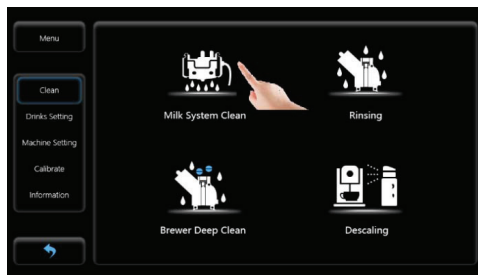 Menu
Clean
Drinks Setting
Machine Setting
Calibrate
Information
Milk System Clean
Rinsing
Brewer Deep Clean
Descaling